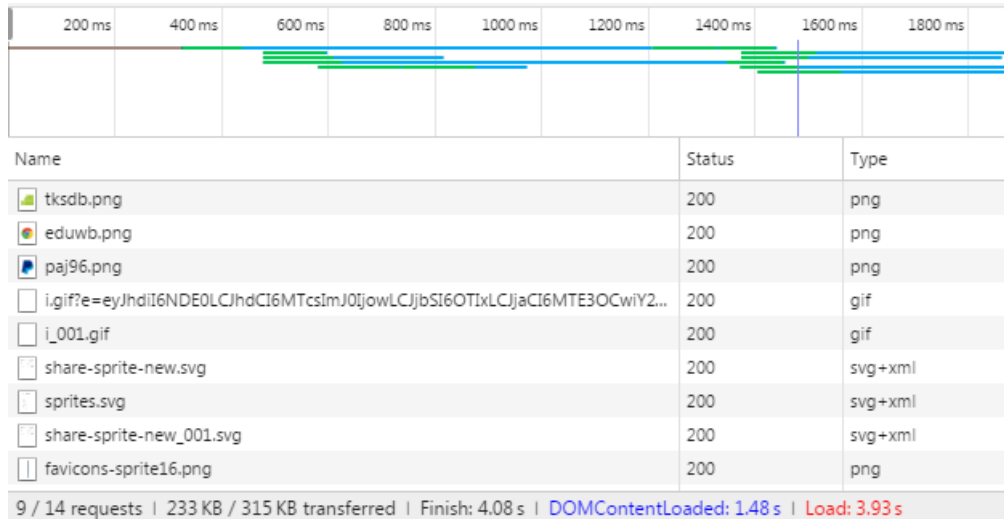 200 ms 400 ms 600 ms 800 ms 1000 ms 1200 ms 1400 ms 1600 ms 1800 ms
Name Status Type
tksdb.png 200 png
eduwb.png 200 png
paj96.png 200 png
i.gif?e=eyJhdiI6NDE0LCJhdCI6MTcsImJ0IjowLCJjbSI6OTIxLCJjaCI6MTE3OCwiY2... 200 gif
i_001.gif 200 gif
share-sprite-new.svg 200 svg+xml
sprites.svg 200 svg+xml
share-sprite-new_001.svg 200 svg+xml
favicons-sprite16.png 200 png
9 / 14 requests | 233 KB / 315 KB transferred | Finish: 4.08 s | DOMContentLoaded: 1.48 s | Load: 3.93 s